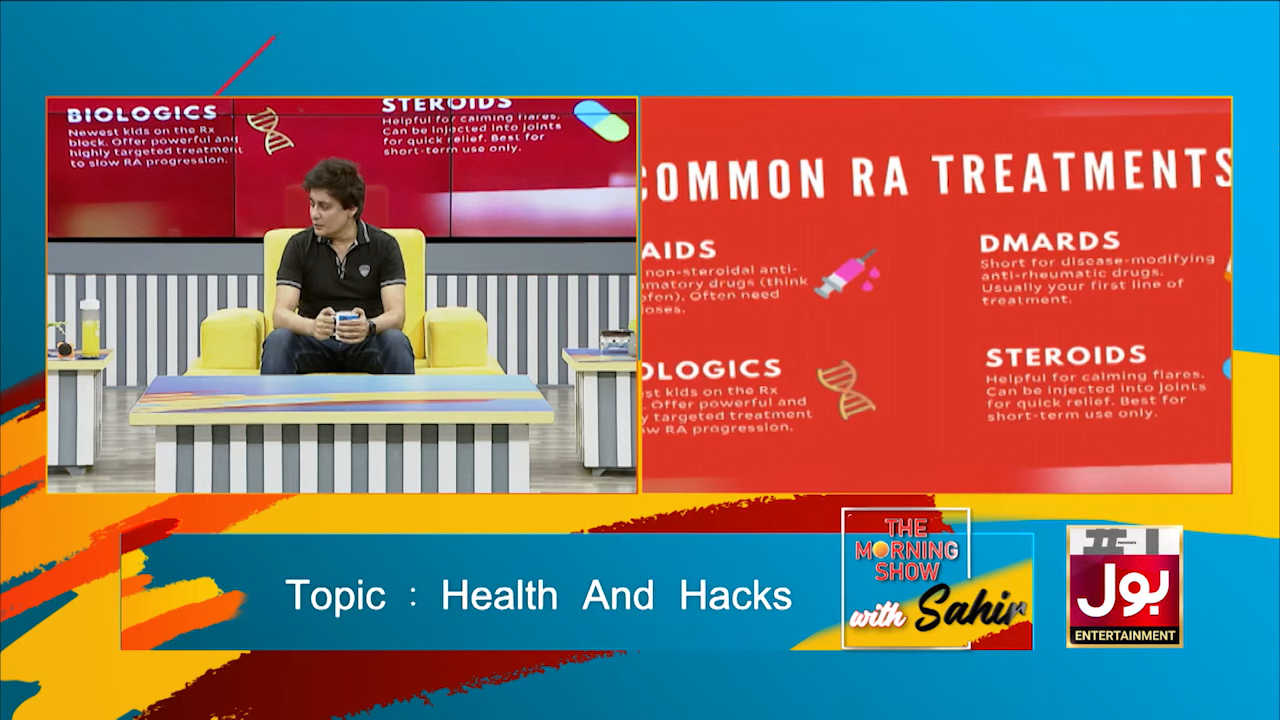 BIOLOGICS
Newest kids on the Rx
block. Offer powerful and
highly targeted treatment
to slow RA progression.
STEROIDS
Helpful for calming flares.
Can be injected into joints
for quick relief. Best for
short-term use only.
COMMON RA TREATMENTS
AIDS
non-steroidal anti-
mmatory drugs (think
ofen). Often need
oses.
DMARDS
Short for disease-modifying
anti-rheumatic drugs.
Usually your first line of
treatment.
OLOGICS
st kids on the Rx
. Offer powerful and
y targeted treatment
ow RA progression.
STEROIDS
Helpful for calming flares.
Can be injected into joints
for quick relief. Best for
short-term use only.
Topic : Health And Hacks
THE
MORNING
SHOW
with Sahir
#1
بول
ENTERTAINMENT